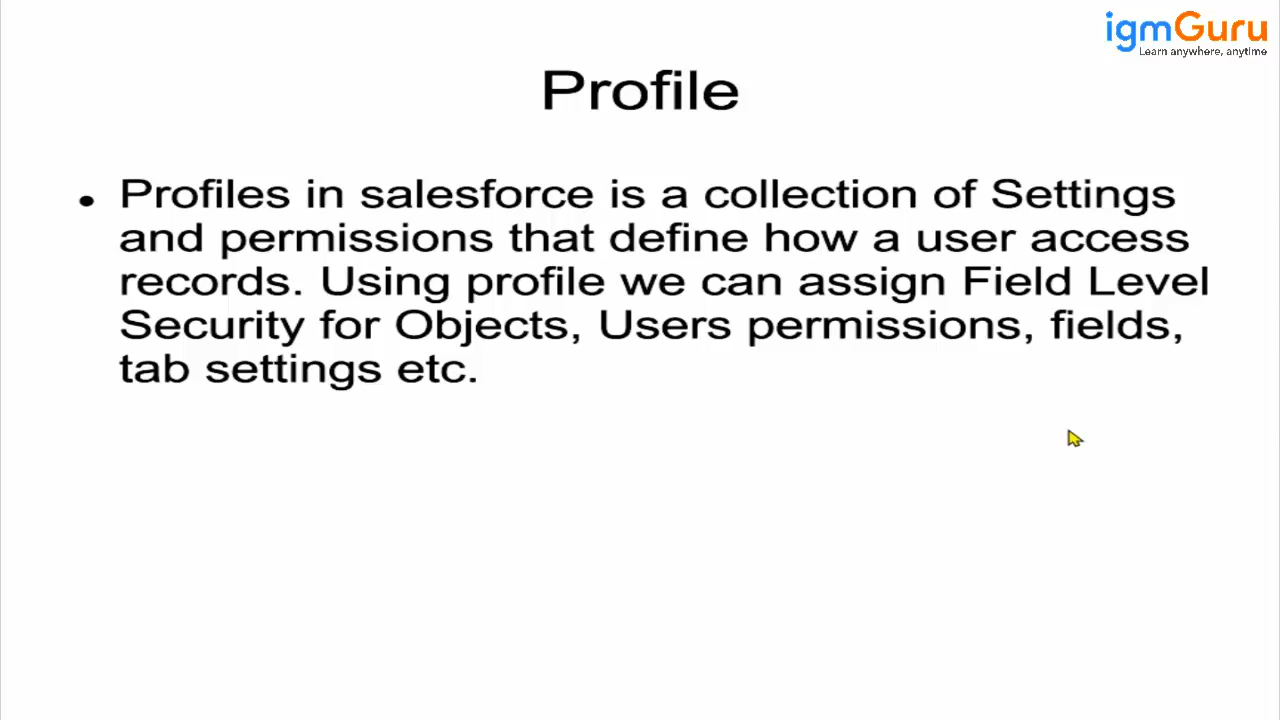 igmGuru
Learn anywhere, anytime
Profile
• Profiles in salesforce is a collection of Settings
and permissions that define how a user access
records. Using profile we can assign Field Level
Security for Objects, Users permissions, fields,
tab settings etc.